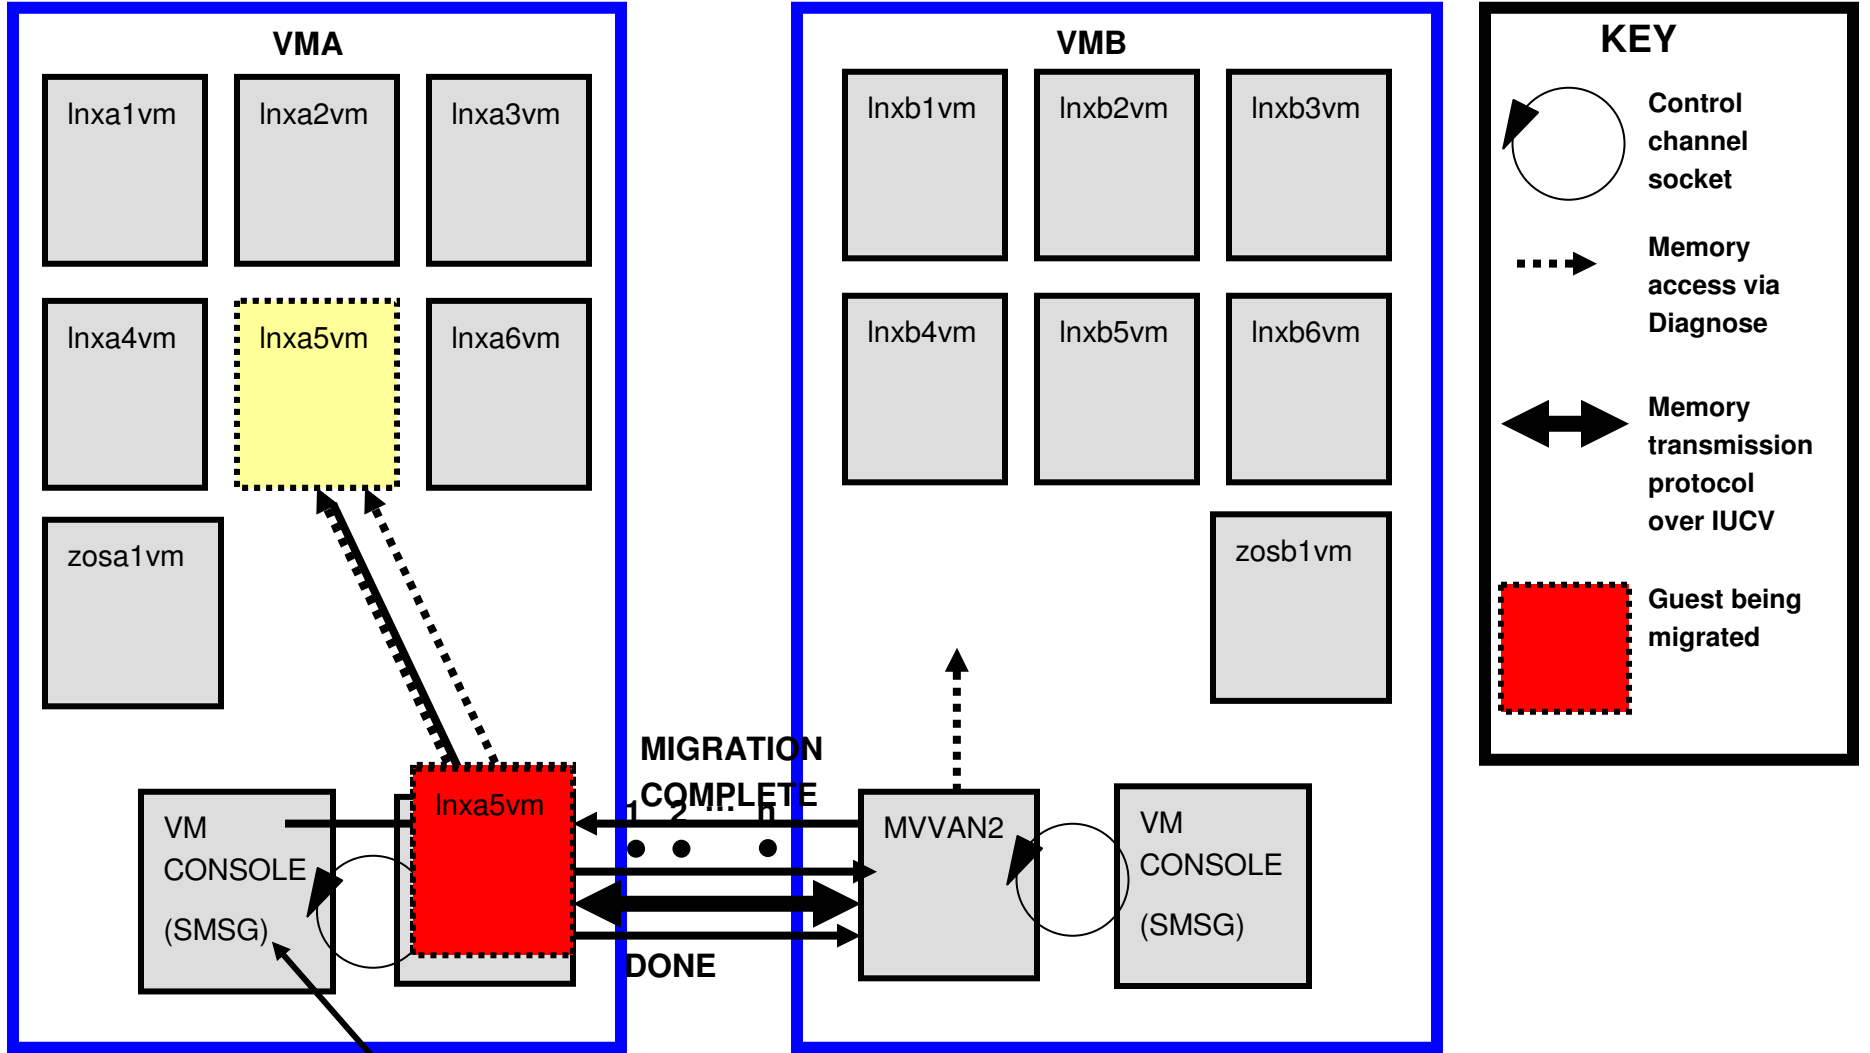 VMA
lnxa1vm
lnxa2vm
lnxa3vm
lnxa4vm
lnxa5vm
lnxa6vm
zosa1vm
lnxa5vm
VM
CONSOLE
(SMSG)
MIGRATION
COMPLETE
1 2 ... n
DONE
VMB
lnxb1vm
lnxb2vm
lnxb3vm
lnxb4vm
lnxb5vm
lnxb6vm
zosb1vm
MVVAN2
VM
CONSOLE
(SMSG)
KEY
Control
channel
socket
Memory
access via
Diagnose
Memory
transmission
protocol
over IUCV
Guest being
migrated